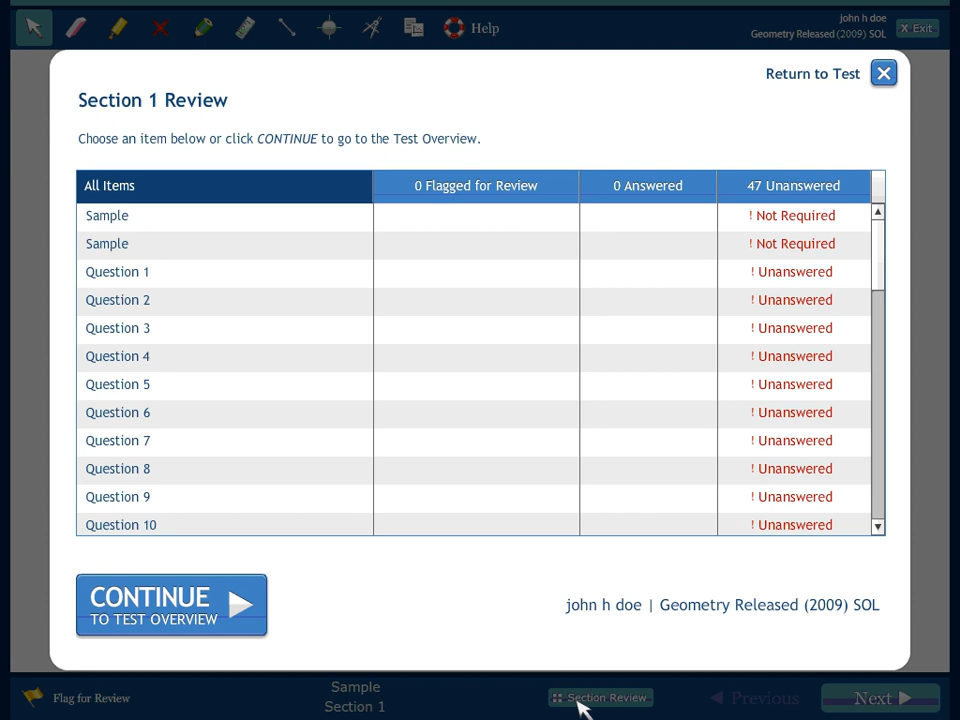 Help
john h doe
Geometry Released (2009) SOL
X Exit
Return to Test
Section 1 Review
Choose an item below or click CONTINUE to go to the Test Overview.
All Items 0 Flagged for Review 0 Answered 47 Unanswered
Sample ! Not Required
Sample ! Not Required
Question 1 ! Unanswered
Question 2 ! Unanswered
Question 3 ! Unanswered
Question 4 ! Unanswered
Question 5 ! Unanswered
Question 6 ! Unanswered
Question 7 ! Unanswered
Question 8 ! Unanswered
Question 9 ! Unanswered
Question 10 ! Unanswered
CONTINUE
TO TEST OVERVIEW
john h doe | Geometry Released (2009) SOL
Flag for Review
Sample
Section 1
Section Review
Previous
Next